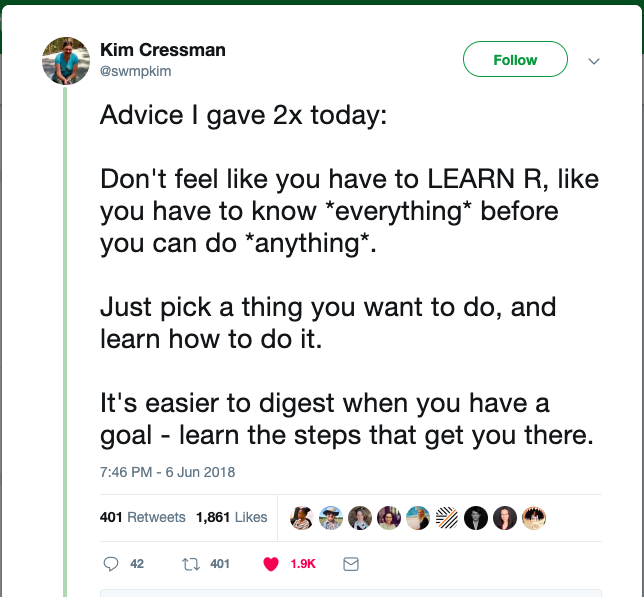 Kim Cressman
@swmpkim
Follow
Advice I gave 2x today:
Don't feel like you have to LEARN R, like
you have to know *everything* before
you can do *anything*.
Just pick a thing you want to do, and
learn how to do it.
It's easier to digest when you have a
goal - learn the steps that get you there.
7:46 PM - 6 Jun 2018
401 Retweets 1,861 Likes
42 401 1.9K